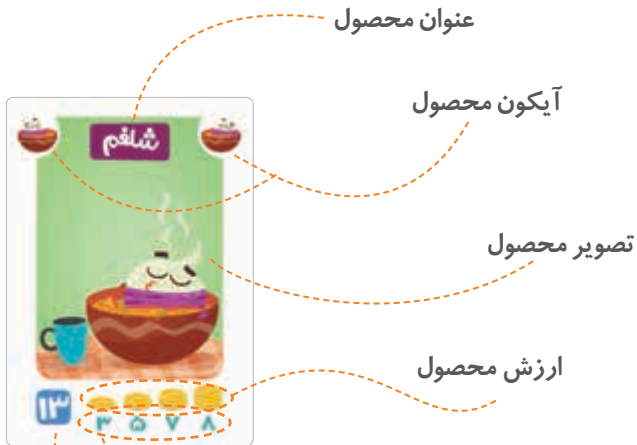 عنوان محصول
آیکون محصول
شلغم
تصویر محصول
ارزش محصول
۱۳
۳ ۵ ۷ ۸